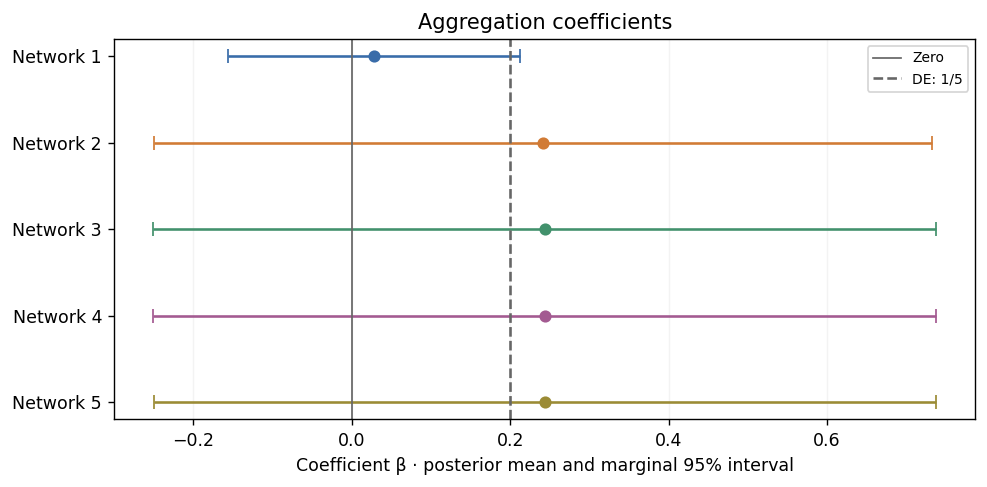 Aggregation coefficients
Network 1
Network 2
Network 3
Network 4
Network 5
Zero
DE: 1/5
−0.2
0.0
0.2
0.4
0.6
Coefficient β · posterior mean and marginal 95% interval